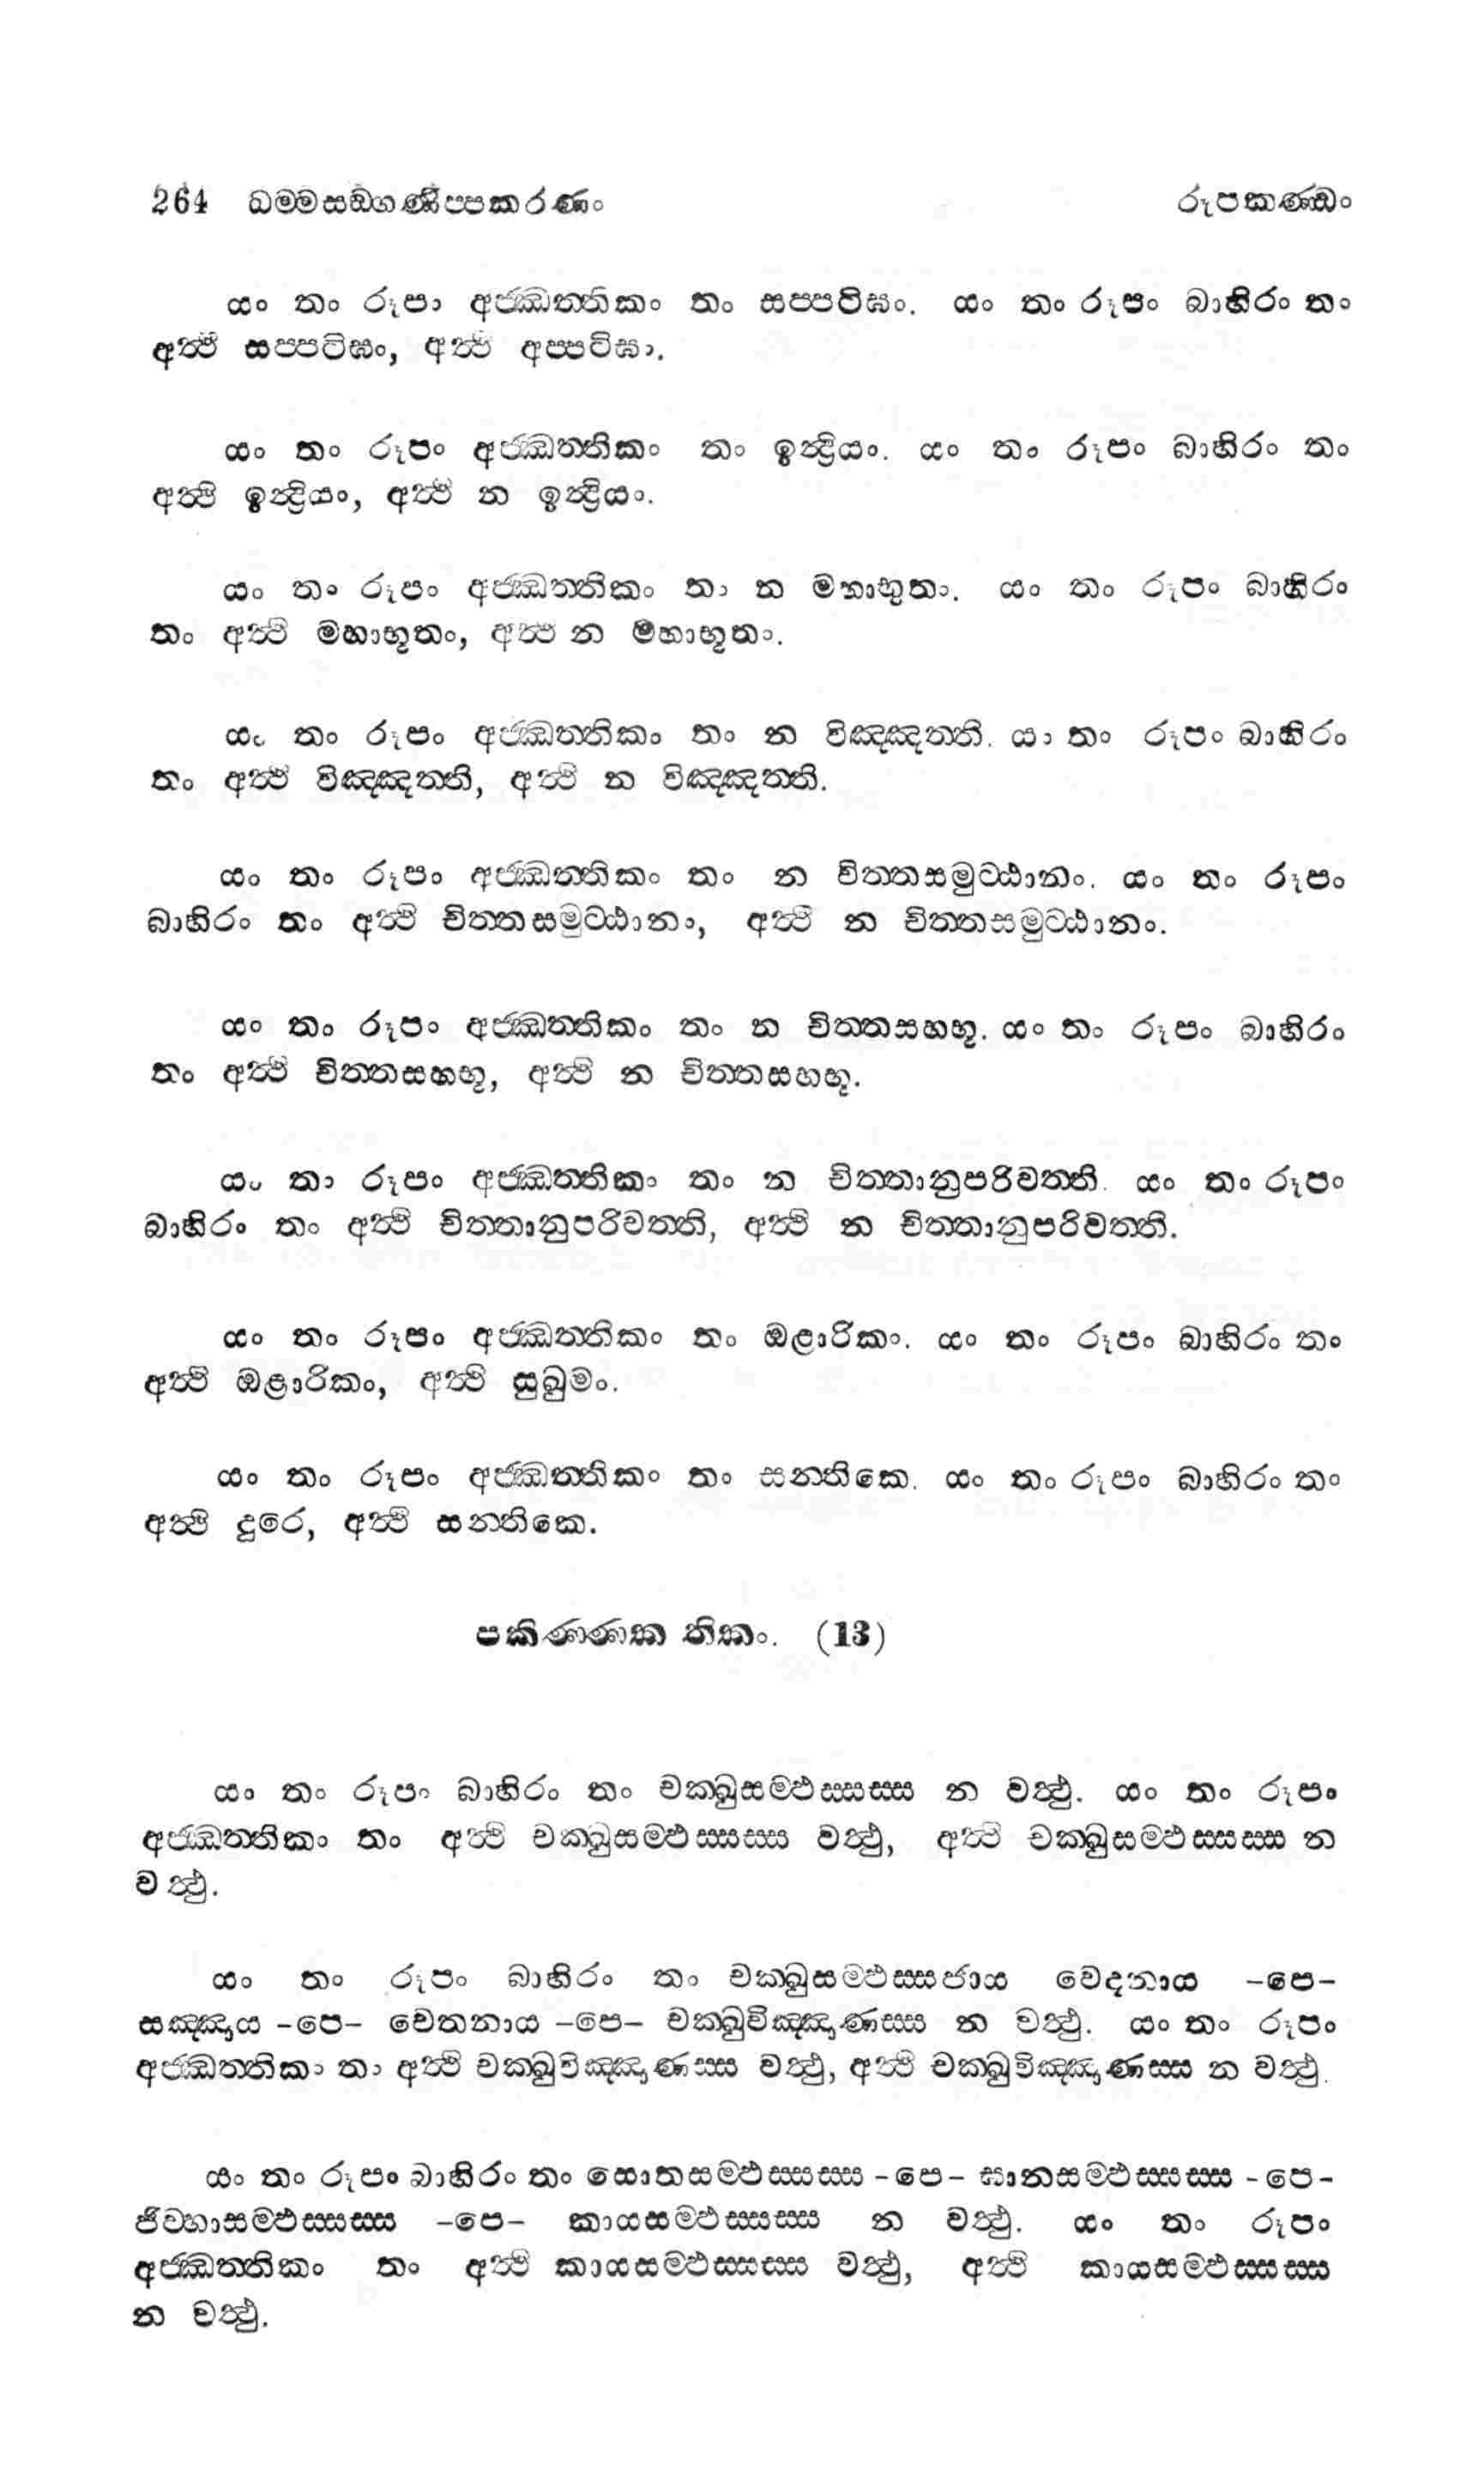 264 ධම්මසඞ්ගණිප්පකරණං රූපකණ්ඩං
යං තං රූපං අජ්ඣත්තිකං තං සප්පටිඝං. යං තං රූපං බාහිරං තං
අත්ථි සප්පටිඝං, අත්ථි අප්පටිඝං.
යං තං රූපං අජ්ඣත්තිකං තං ඉන්ද්‍රියං. යං තං රූපං බාහිරං තං
අත්ථි ඉන්ද්‍රියං, අත්ථි න ඉන්ද්‍රියං.
යං තං රූපං අජ්ඣත්තිකං තං න මහාභූතං. යං තං රූපං බාහිරං
තං අත්ථි මහාභූතං, අත්ථි න මහාභූතං.
යං තං රූපං අජ්ඣත්තිකං තං න විඤ්ඤත්ති. යං තං රූපං බාහිරං
තං අත්ථි විඤ්ඤත්ති, අත්ථි න විඤ්ඤත්ති.
යං තං රූපං අජ්ඣත්තිකං තං න චිත්තසමුට්ඨානං. යං තං රූපං
බාහිරං තං අත්ථි චිත්තසමුට්ඨානං, අත්ථි න චිත්තසමුට්ඨානං.
යං තං රූපං අජ්ඣත්තිකං තං න චිත්තසහභූ. යං තං රූපං බාහිරං
තං අත්ථි චිත්තසහභූ, අත්ථි න චිත්තසහභූ.
යං තං රූපං අජ්ඣත්තිකං තං න චිත්තානුපරිවත්ති. යං තං රූපං
බාහිරං තං අත්ථි චිත්තානුපරිවත්ති, අත්ථි න චිත්තානුපරිවත්ති.
යං තං රූපං අජ්ඣත්තිකං තං ඔළාරිකං. යං තං රූපං බාහිරං තං
අත්ථි ඔළාරිකං, අත්ථි සුඛුමං.
යං තං රූපං අජ්ඣත්තිකං තං සන්තිකෙ. යං තං රූපං බාහිරං තං
අත්ථි දූරෙ, අත්ථි සන්තිකෙ.
පකිණ්ණක තිකං. (13)
යං තං රූපං බාහිරං තං චක්ඛුසම්ඵස්සස්ස න වත්ථු. යං තං රූපං
අජ්ඣත්තිකං තං අත්ථි චක්ඛුසම්ඵස්සස්ස වත්ථු, අත්ථි චක්ඛුසම්ඵස්සස්ස න
වත්ථු.
යං තං රූපං බාහිරං තං චක්ඛුසම්ඵස්සජාය වෙදනාය -පෙ-
සඤ්ඤාය -පෙ- චෙතනාය -පෙ- චක්ඛුවිඤ්ඤාණස්ස න වත්ථු. යං තං රූපං
අජ්ඣත්තිකං තං අත්ථි චක්ඛුවිඤ්ඤාණස්ස වත්ථු, අත්ථි චක්ඛුවිඤ්ඤාණස්ස න වත්ථු.
යං තං රූපං බාහිරං තං සොතසම්ඵස්සස්ස -පෙ- ඝානසම්ඵස්සස්ස -පෙ-
ජිව්හාසම්ඵස්සස්ස -පෙ- කායසම්ඵස්සස්ස න වත්ථු. යං තං රූපං
අජ්ඣත්තිකං තං අත්ථි කායසම්ඵස්සස්ස වත්ථු, අත්ථි කායසම්ඵස්සස්ස
න වත්ථු.